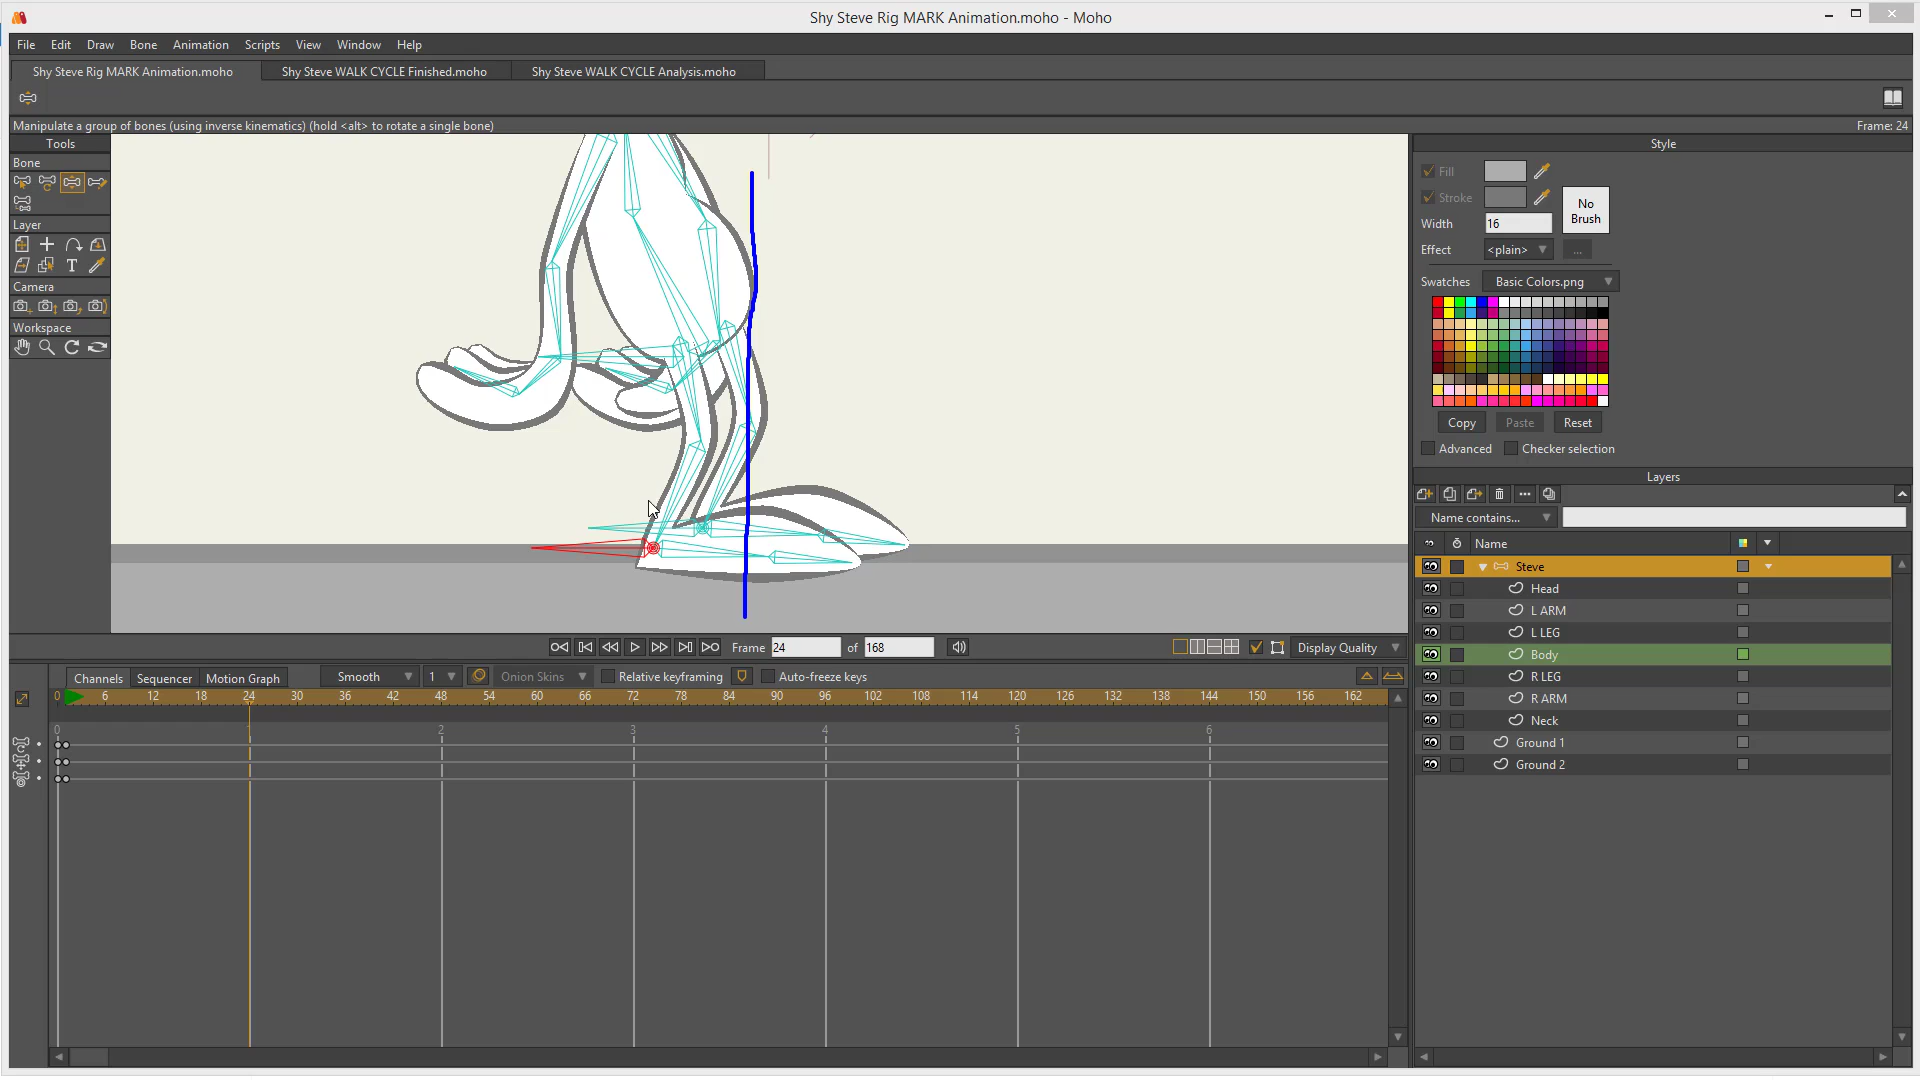 Shy Steve Rig MARK Animation.moho - Moho
File Edit Draw Bone Animation Scripts View Window Help
Shy Steve Rig MARK Animation.moho Shy Steve WALK CYCLE Finished.moho Shy Steve WALK CYCLE Analysis.moho
Manipulate a group of bones (using inverse kinematics) (hold <alt> to rotate a single bone) Frame: 24
Tools
Bone
Layer
T
Camera
Workspace
Style
Fill
Stroke
No Brush
Width 16
Effect <plain> ...
Swatches Basic Colors.png
Copy Paste Reset
Advanced Checker selection
Layers
Name contains...
Name
Steve
Head
L ARM
L LEG
Body
R LEG
R ARM
Neck
Ground 1
Ground 2
Frame 24 of 168 Display Quality
Channels Sequencer Motion Graph Smooth 1 Onion Skins Relative keyframing Auto-freeze keys
0 6 12 18 24 30 36 42 48 54 60 66 72 78 84 90 96 102 108 114 120 126 132 138 144 150 156 162
0 1 2 3 4 5 6